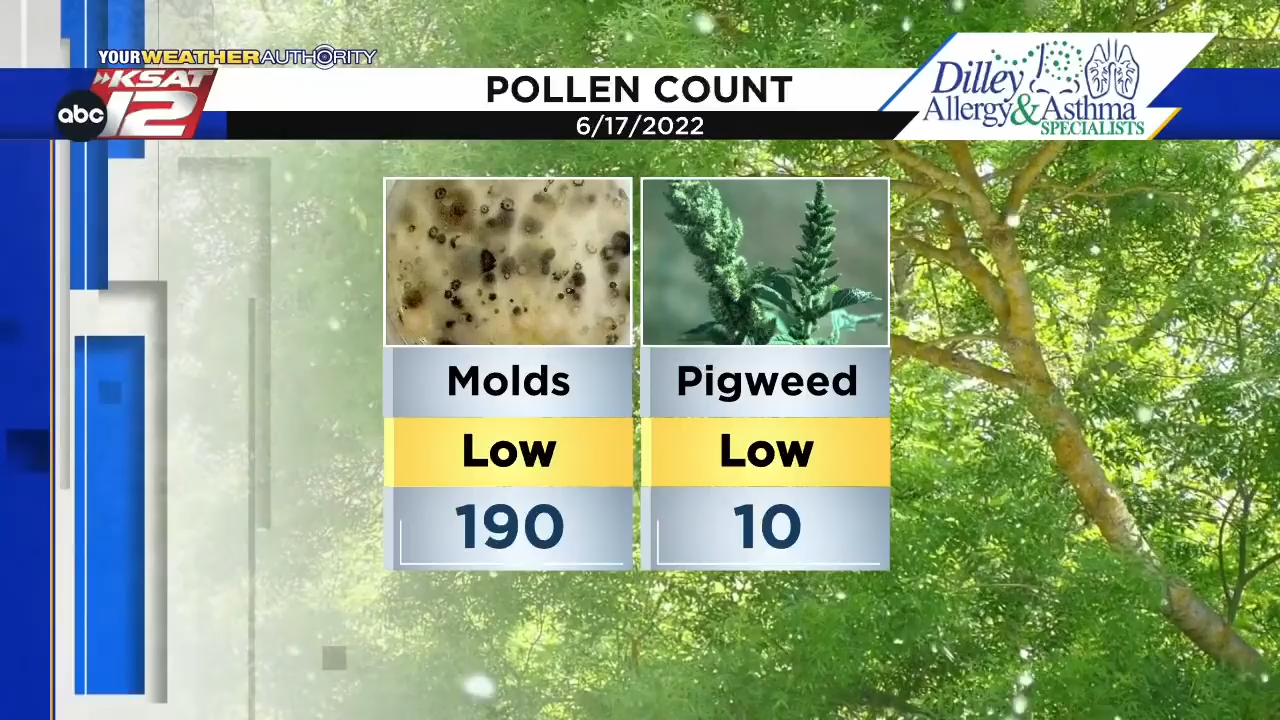 YOURWEATHERAUTHORITY
KSAT
abc 12
POLLEN COUNT
6/17/2022
Dilley
Allergy&Asthma
SPECIALISTS
Molds
Pigweed
Low
Low
190
10